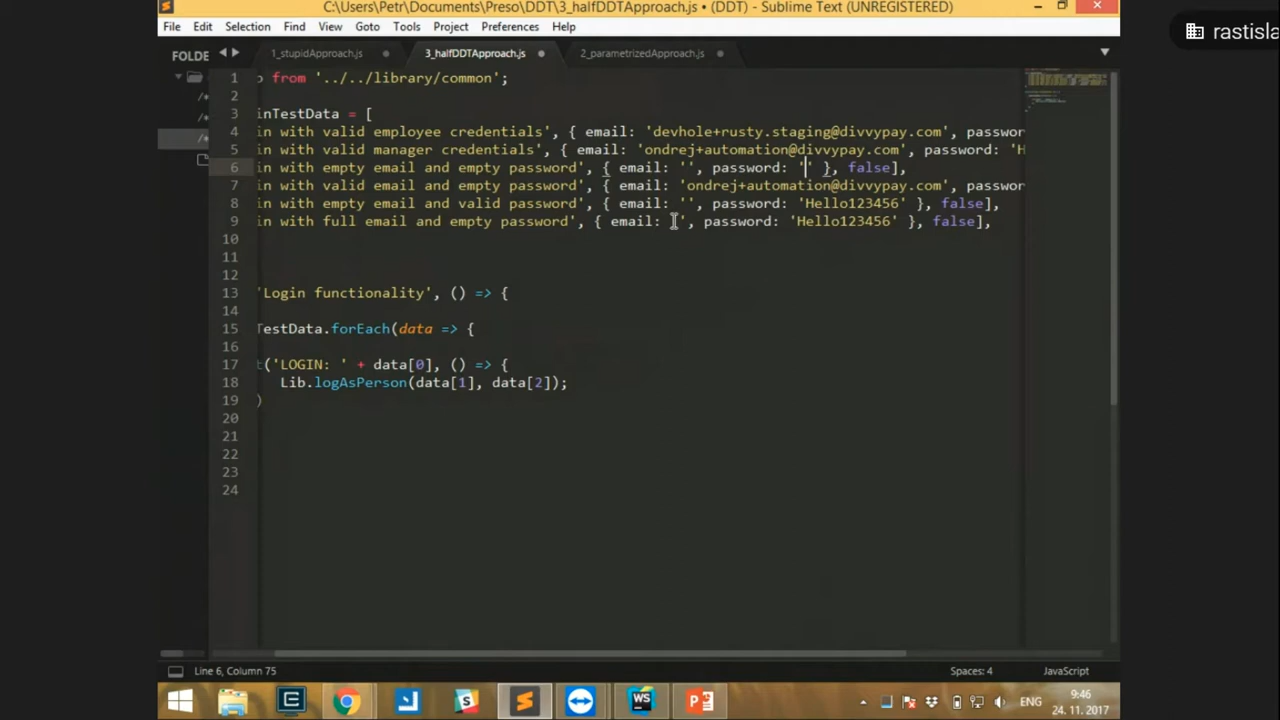 C:\Users\Petr\Documents\Preso\DDT\3_halfDDTApproach.js • (DDT) - Sublime Text (UNREGISTERED)
File Edit Selection Find View Goto Tools Project Preferences Help
rastisla
FOLDE
1_stupidApproach.js 3_halfDDTApproach.js 2_parametrizedApproach.js
1 o from '../../library/common';
2
3 inTestData = [
4 in with valid employee credentials', { email: 'devhole+rusty.staging@divvypay.com', passwor
5 in with valid manager credentials', { email: 'ondrej+automation@divvypay.com', password: 'H
6 in with empty email and empty password', { email: '', password: '' }, false],
7 in with valid email and empty password', { email: 'ondrej+automation@divvypay.com', passwor
8 in with empty email and valid password', { email: '', password: 'Hello123456' }, false],
9 in with full email and empty password', { email: '', password: 'Hello123456' }, false],
10
11
12
13 'Login functionality', () => {
14
15 TestData.forEach(data => {
16
17 t('LOGIN: ' + data[0], () => {
18 Lib.logAsPerson(data[1], data[2]);
19 )
20
21
22
23
24
Line 6, Column 75 Spaces: 4 JavaScript
ENG 9:46
24. 11. 2017